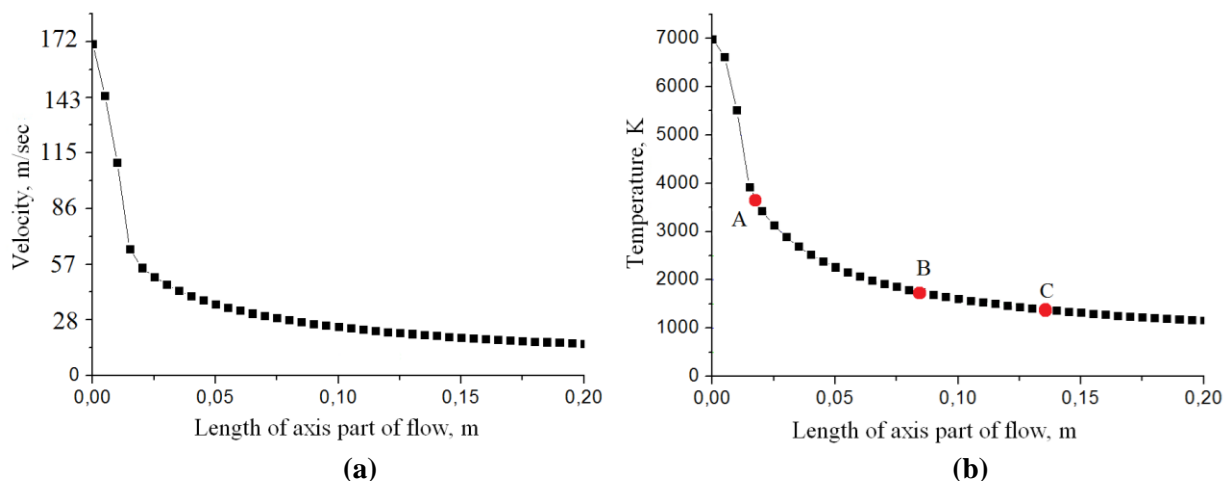 172
143
115
86
57
28
0
Velocity, m/sec
0,00
0,05
0,10
0,15
0,20
Length of axis part of flow, m
(a)
7000
6000
5000
4000
3000
2000
1000
0
Temperature, K
A
B
C
0,00
0,05
0,10
0,15
0,20
Length of axis part of flow, m
(b)